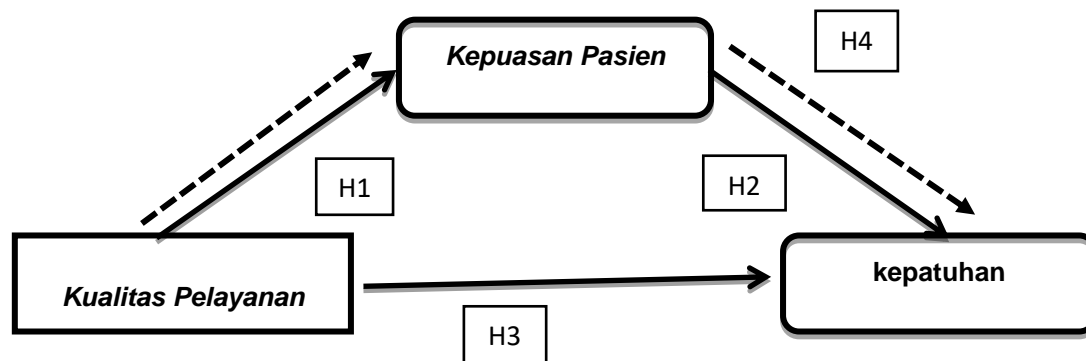 Kepuasan Pasien
H4
H1
H2
Kualitas Pelayanan
kepatuhan
H3